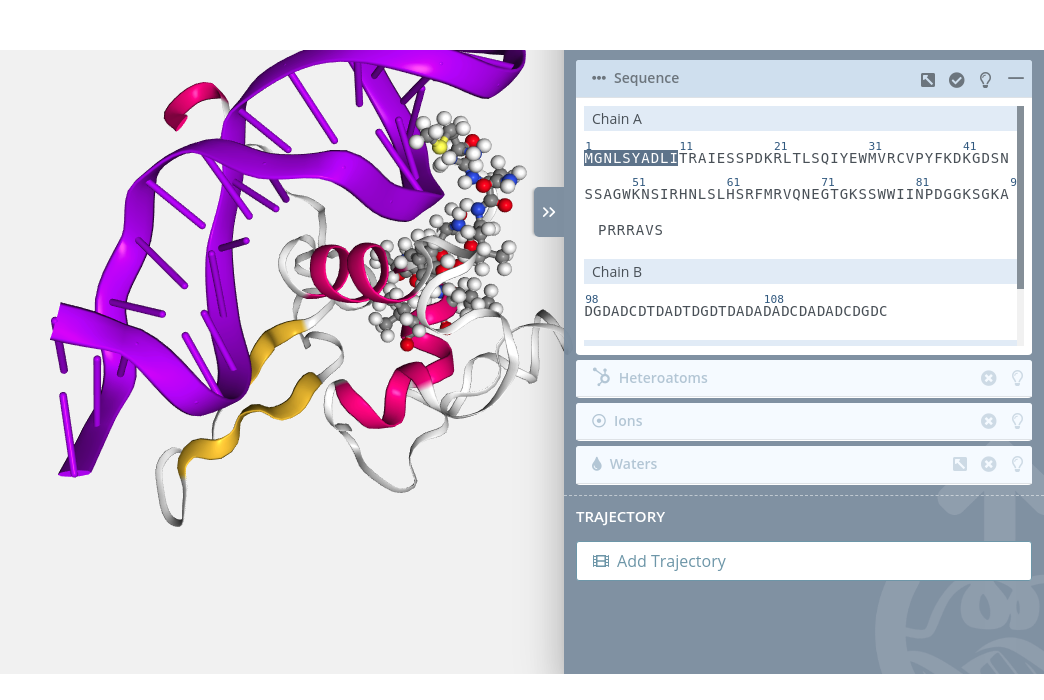 Sequence
Chain A
1 11 21 31 41
MGNLSYADLITRAIESSPDKRLTLSQIYEWMVRCVPYFKDKGDSN
51 61 71 81 9
SSAGWKNSIRHNLSLHSRFMRVQNEGTGKSSWWIINPDGGKSGKA
PRRRAVS
Chain B
98 108
DGDADCDTDADTDGDTDADADADCDADADCDGDC
Heteroatoms
Ions
Waters
TRAJECTORY
Add Trajectory